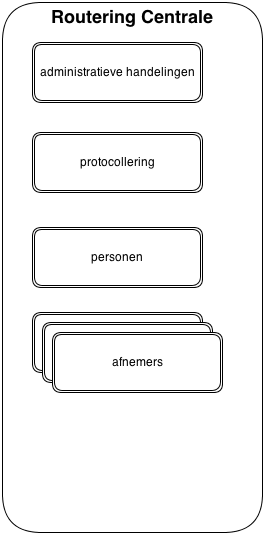 Routering Centrale
administratieve handelingen
protocollering
personen
afnemers